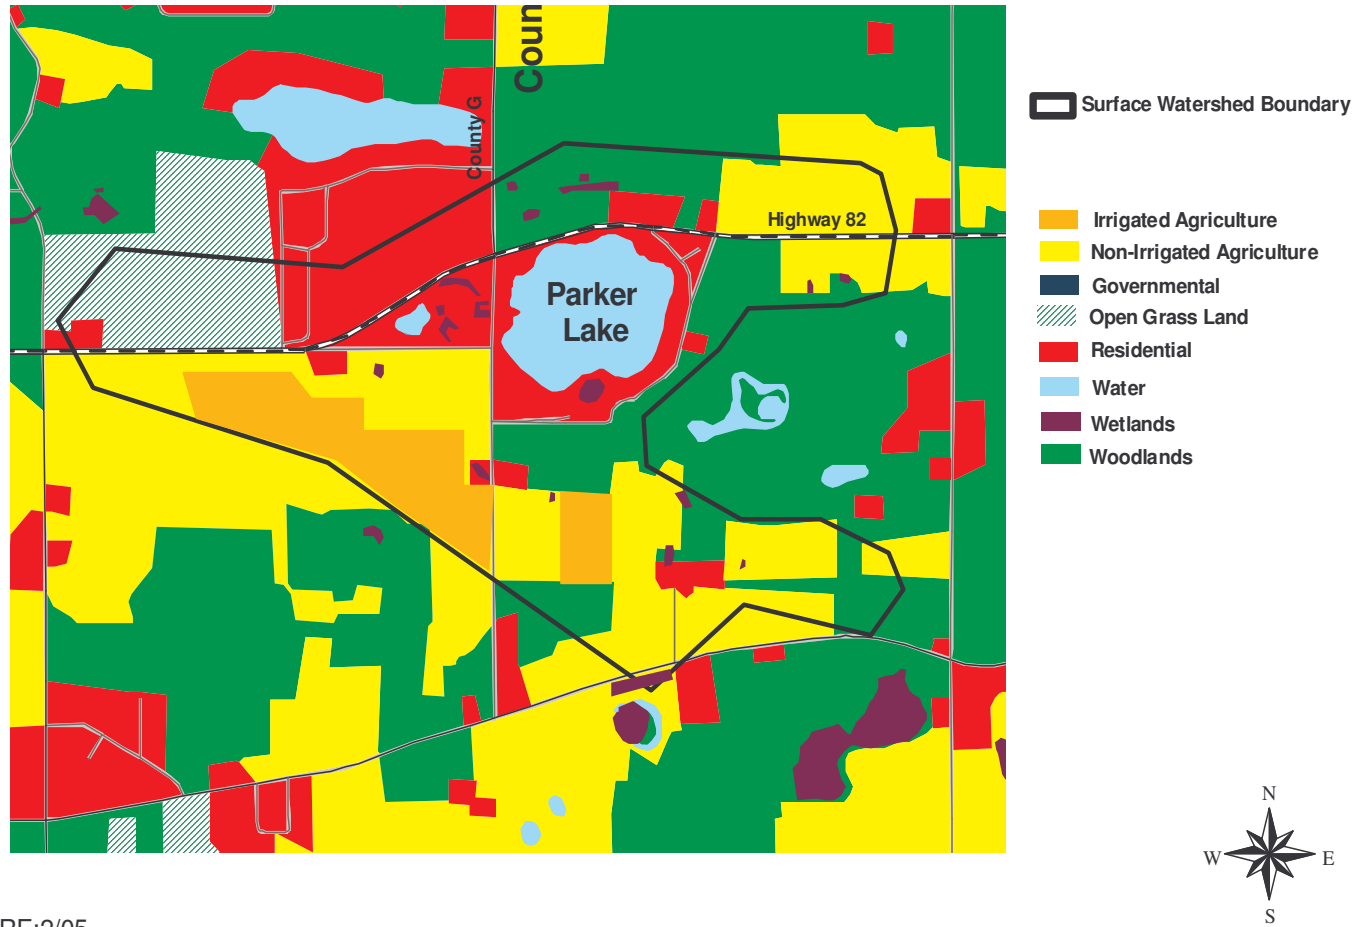 Coun
County G
Highway 82
Parker
Lake
Surface Watershed Boundary
Irrigated Agriculture
Non-Irrigated Agriculture
Governmental
Open Grass Land
Residential
Water
Wetlands
Woodlands
N
W
E
S